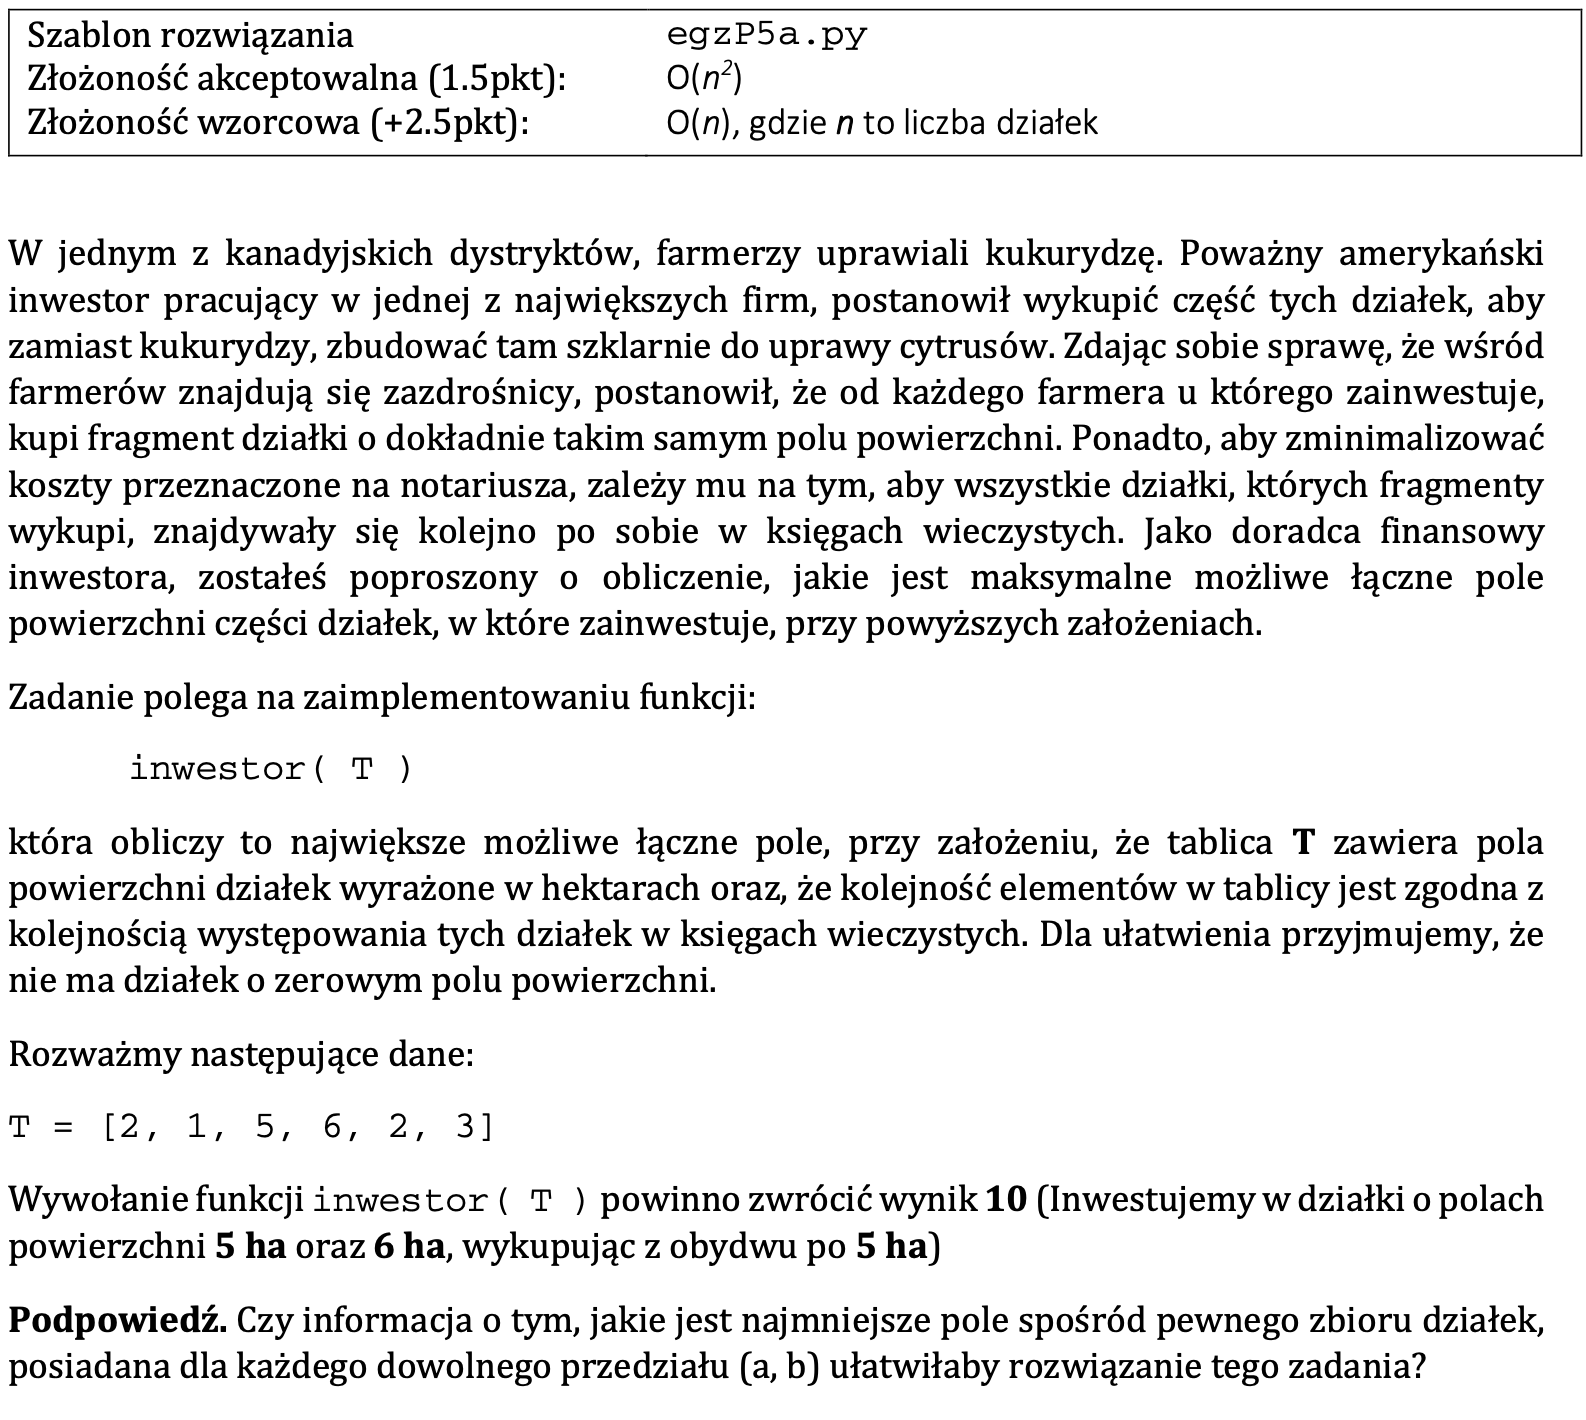 Szablon rozwiązania egzP5a.py
Złożoność akceptowalna (1.5pkt): O(n²)
Złożoność wzorcowa (+2.5pkt): O(n), gdzie n to liczba działek
W jednym z kanadyjskich dystryktów, farmerzy uprawiali kukurydzę. Poważny amerykański
inwestor pracujący w jednej z największych firm, postanowił wykupić część tych działek, aby
zamiast kukurydzy, zbudować tam szklarnie do uprawy cytrusów. Zdając sobie sprawę, że wśród
farmerów znajdują się zazdrośnicy, postanowił, że od każdego farmera u którego zainwestuje,
kupi fragment działki o dokładnie takim samym polu powierzchni. Ponadto, aby zminimalizować
koszty przeznaczone na notariusza, zależy mu na tym, aby wszystkie działki, których fragmenty
wykupi, znajdywały się kolejno po sobie w księgach wieczystych. Jako doradca finansowy
inwestora, zostałeś poproszony o obliczenie, jakie jest maksymalne możliwe łączne pole
powierzchni części działek, w które zainwestuje, przy powyższych założeniach.
Zadanie polega na zaimplementowaniu funkcji:
inwestor( T )
która obliczy to największe możliwe łączne pole, przy założeniu, że tablica T zawiera pola
powierzchni działek wyrażone w hektarach oraz, że kolejność elementów w tablicy jest zgodna z
kolejnością występowania tych działek w księgach wieczystych. Dla ułatwienia przyjmujemy, że
nie ma działek o zerowym polu powierzchni.
Rozważmy następujące dane:
T = [2, 1, 5, 6, 2, 3]
Wywołanie funkcji inwestor( T ) powinno zwrócić wynik 10 (Inwestujemy w działki o polach
powierzchni 5 ha oraz 6 ha, wykupując z obydwu po 5 ha)
Podpowiedź. Czy informacja o tym, jakie jest najmniejsze pole spośród pewnego zbioru działek,
posiadana dla każdego dowolnego przedziału (a, b) ułatwiłaby rozwiązanie tego zadania?